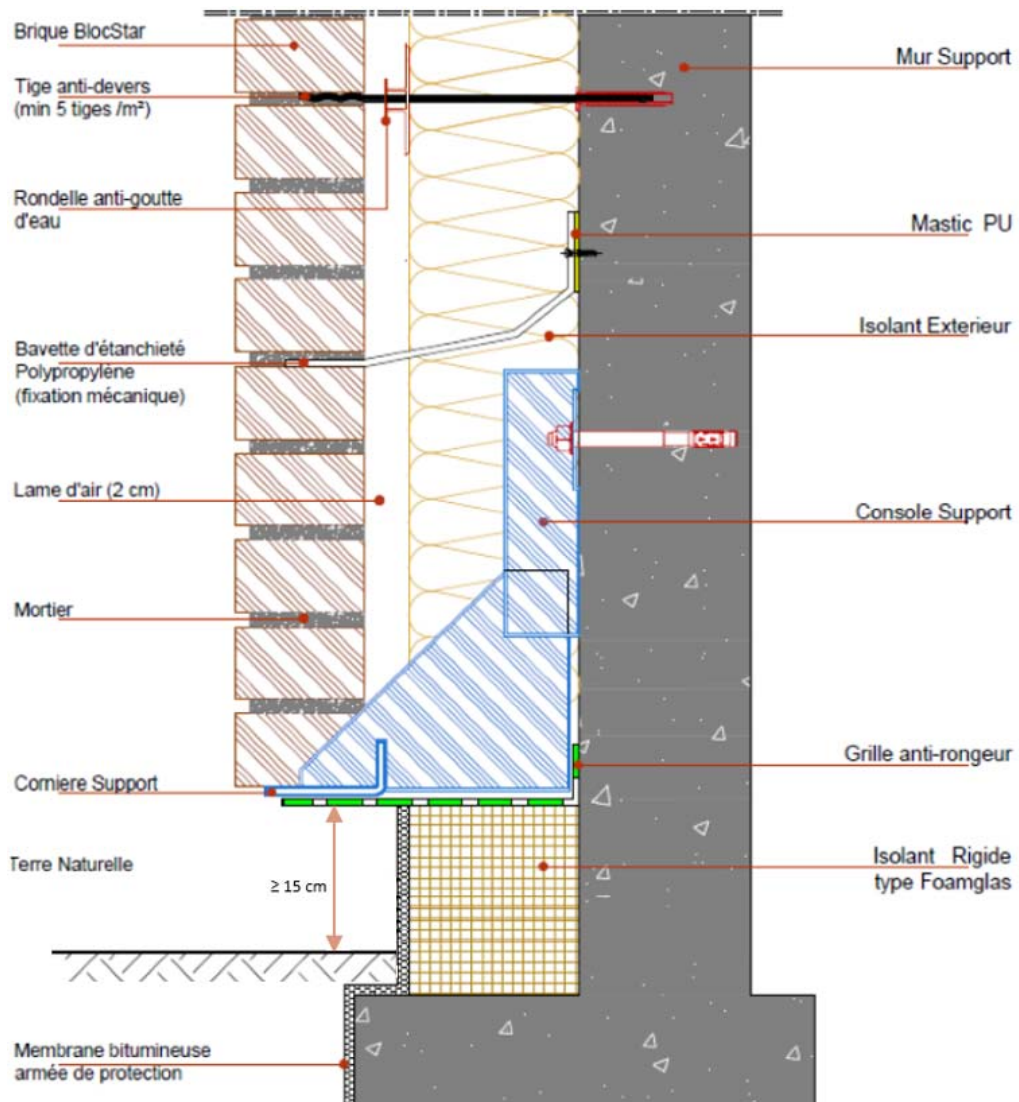 Brique BlocStar
Tige anti-devers
(min 5 tiges /m²)
Rondelle anti-goutte
d'eau
Bavette d'étanchieté
Polypropylène
(fixation mécanique)
Lame d'air (2 cm)
Mortier
Corniere Support
Terre Naturelle
≥ 15 cm
Membrane bitumineuse
armée de protection
Mur Support
Mastic PU
Isolant Exterieur
Console Support
Grille anti-rongeur
Isolant Rigide
type Foamglas